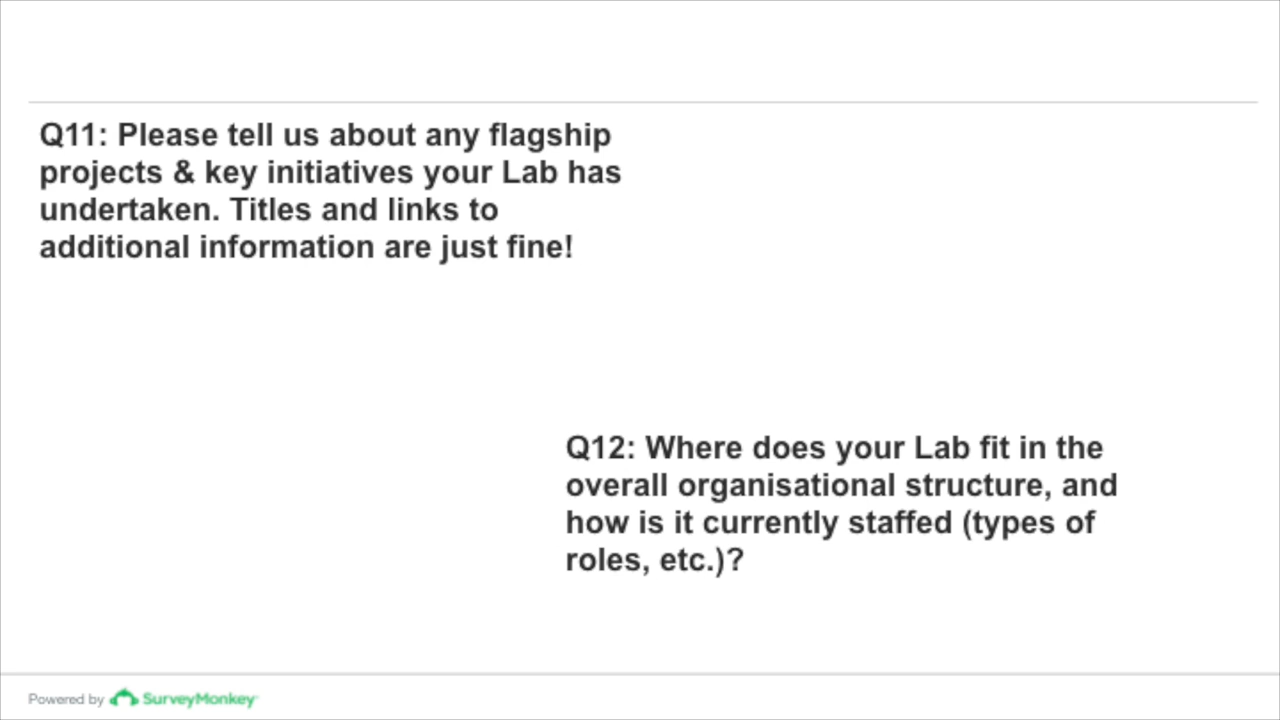 Q11: Please tell us about any flagship
projects & key initiatives your Lab has
undertaken. Titles and links to
additional information are just fine!
Q12: Where does your Lab fit in the
overall organisational structure, and
how is it currently staffed (types of
roles, etc.)?
Powered by SurveyMonkey